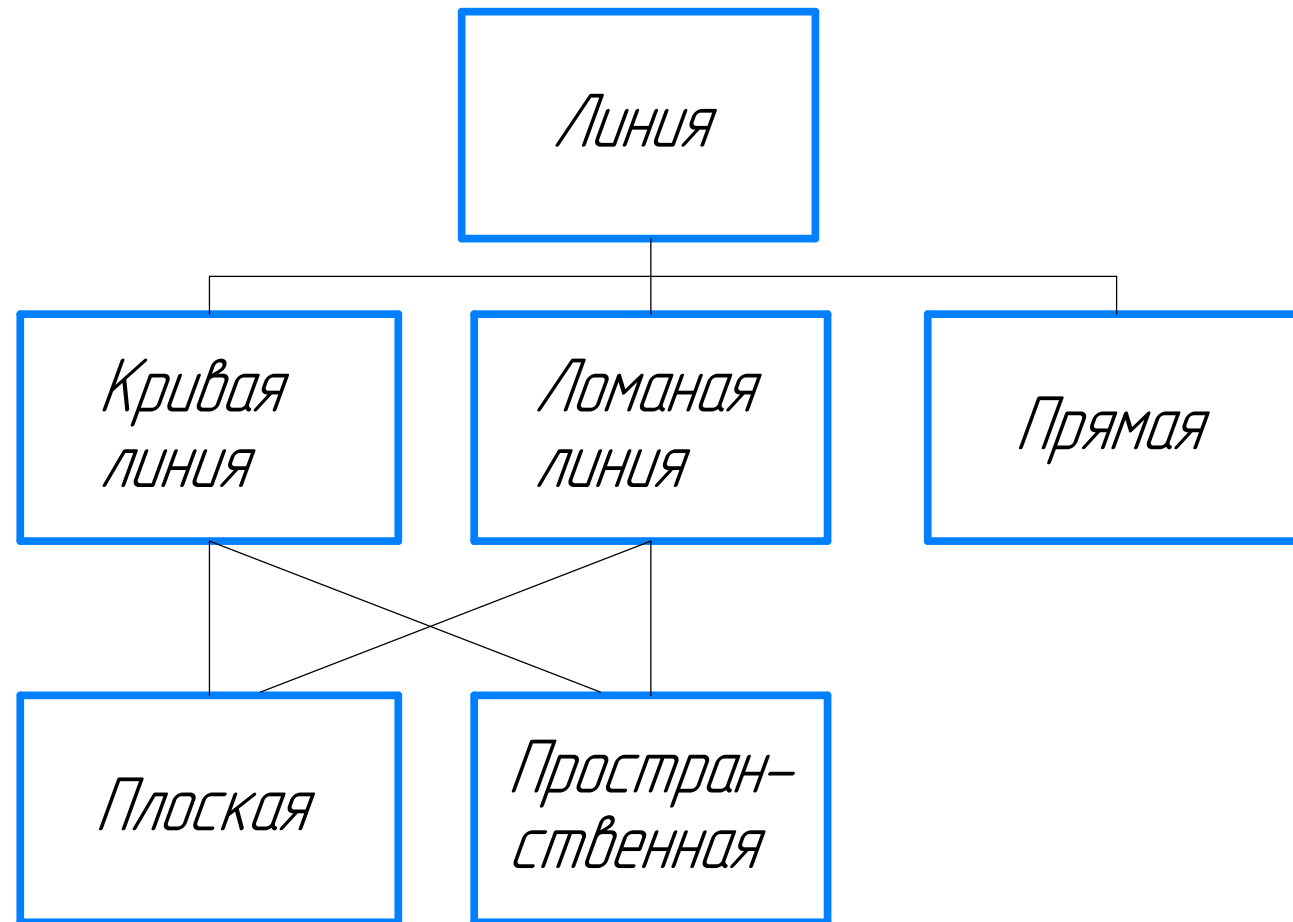 Линия
Кривая
линия
Ломаная
линия
Прямая
Плоская
Простран-
ственная